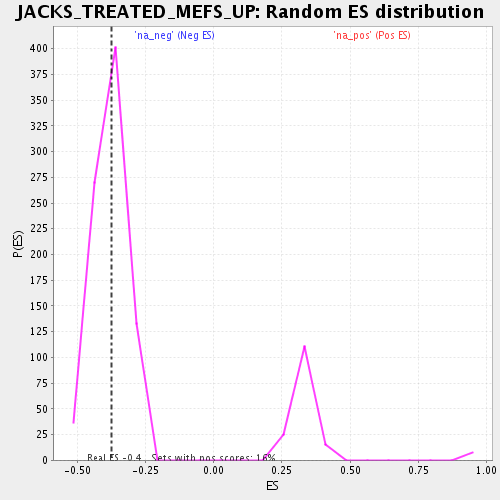 JACKS_TREATED_MEFS_UP: Random ES distribution
'na_neg' (Neg ES) 'na_pos' (Pos ES)
400
375
350
325
300
275
250
225
200
175
150
125
100
75
50
25
0
P(ES)
Real ES -0.4 Sets with pos scores: 16%
-0.50 -0.25 0.00 0.25 0.50 0.75 1.00
ES